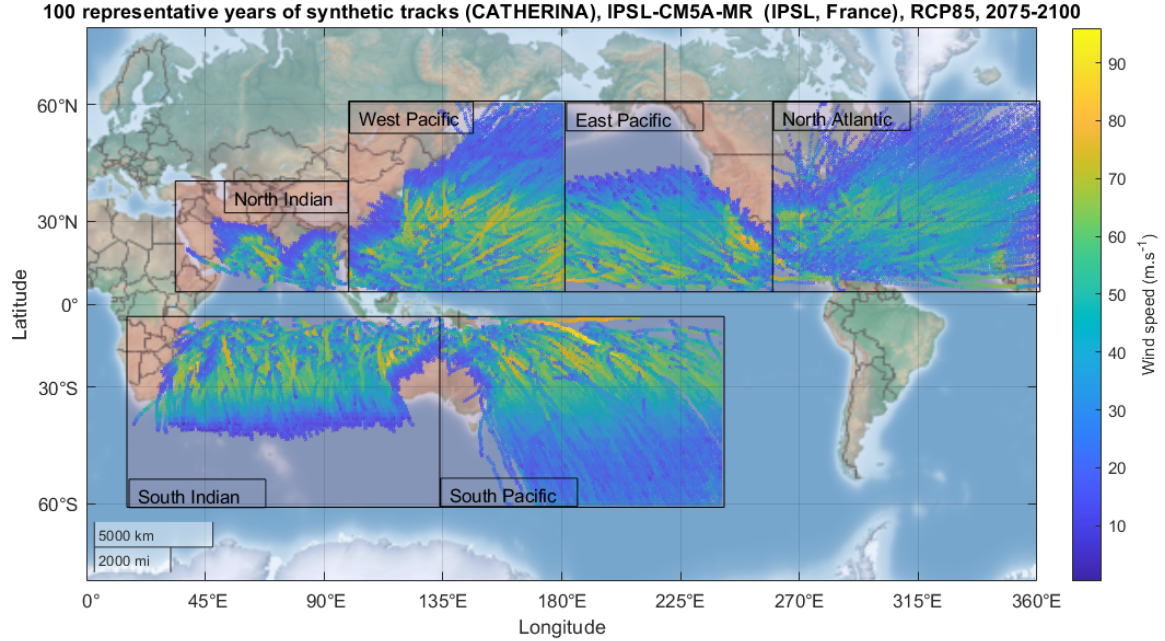 100 representative years of synthetic tracks (CATHERINA), IPSL-CM5A-MR (IPSL, France), RCP85, 2075-2100
60°N
30°N
0°
30°S
60°S
Latitude
West Pacific
East Pacific
North Atlantic
North Indian
South Indian
South Pacific
5000 km
2000 mi
0°
45°E
90°E
135°E
180°E
225°E
270°E
315°E
360°E
Longitude
90
80
70
60
50
40
30
20
10
Wind speed (m.s⁻¹)